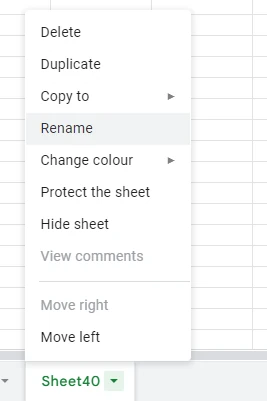 Delete
Duplicate
Copy to
Rename
Change colour
Protect the sheet
Hide sheet
View comments
Move right
Move left
Sheet40